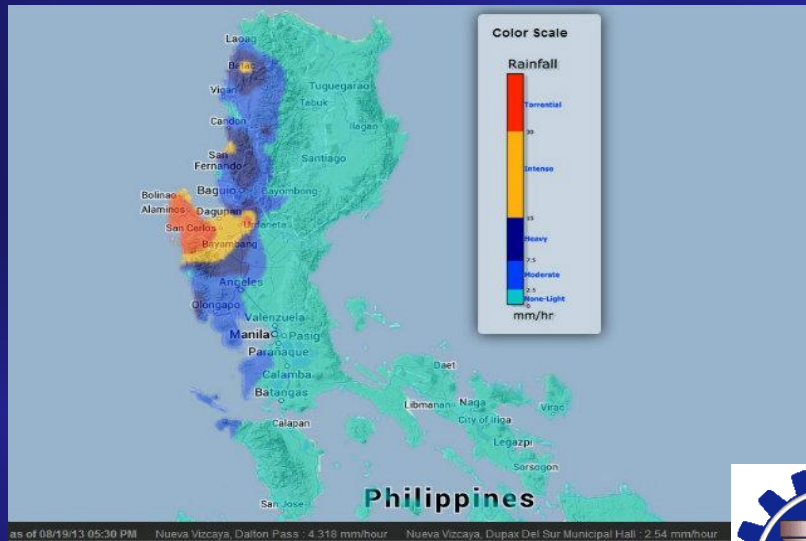 Laoag
Batac
Vigan
Tuguegarao
Tabuk
Candon
Ilagan
San
Fernando
Santiago
Baguio
Bayombong
Bolinao
Alaminos
Dagupan
Urdaneta
San Carlos
Bayambang
Angeles
Olongapo
Valenzuela
Manila
Pasig
Paranaque
Calamba
Batangas
Calapan
San Jose
Daet
Libmanan
Naga
Virac
City of Iriga
Legazpi
Sorsogon
Philippines
Color Scale
Rainfall
Torrential
30
Intense
15
Heavy
7.5
Moderate
2.5
None-Light
0
mm/hr
as of 08/19/13 05:30 PM Nueva Vizcaya, Dalton Pass : 4.318 mm/hour Nueva Vizcaya, Dupax Del Sur Municipal Hall : 2.54 mm/hour